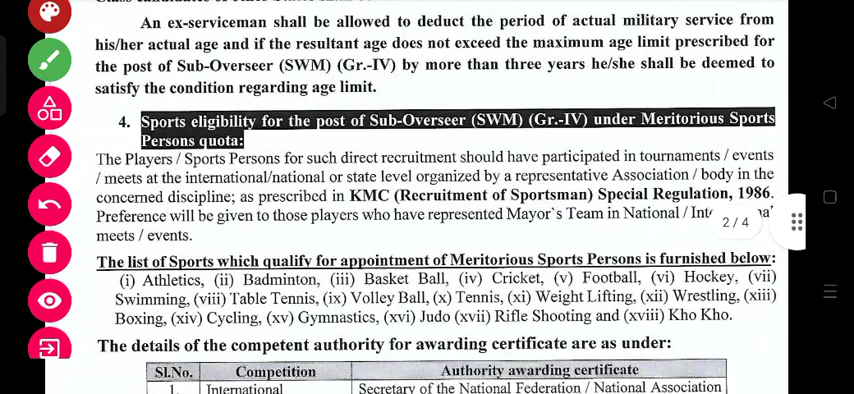 An ex-serviceman shall be allowed to deduct the period of actual military service from
his/her actual age and if the resultant age does not exceed the maximum age limit prescribed for
the post of Sub-Overseer (SWM) (Gr.-IV) by more than three years he/she shall be deemed to
satisfy the condition regarding age limit.
4. Sports eligibility for the post of Sub-Overseer (SWM) (Gr.-IV) under Meritorious Sports
Persons quota:
The Players / Sports Persons for such direct recruitment should have participated in tournaments / events
/ meets at the international/national or state level organized by a representative Association / body in the
concerned discipline; as prescribed in KMC (Recruitment of Sportsman) Special Regulation, 1986.
Preference will be given to those players who have represented Mayor`s Team in National /
2 / 4
meets / events.
The list of Sports which qualify for appointment of Meritorious Sports Persons is furnished below:
(i) Athletics, (ii) Badminton, (iii) Basket Ball, (iv) Cricket, (v) Football, (vi) Hockey, (vii)
Swimming, (viii) Table Tennis, (ix) Volley Ball, (x) Tennis, (xi) Weight Lifting, (xii) Wrestling, (xiii)
Boxing, (xiv) Cycling, (xv) Gymnastics, (xvi) Judo (xvii) Rifle Shooting and (xviii) Kho Kho.
The details of the competent authority for awarding certificate are as under:
Sl.No. Competition Authority awarding certificate
1. International Secretary of the National Federation / National Association